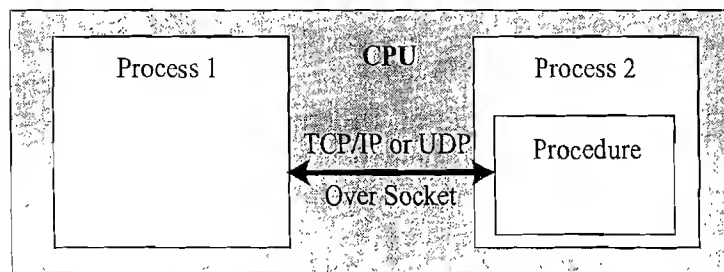 Process 1
CPU
Process 2
TCP/IP or UDP
Over Socket
Procedure